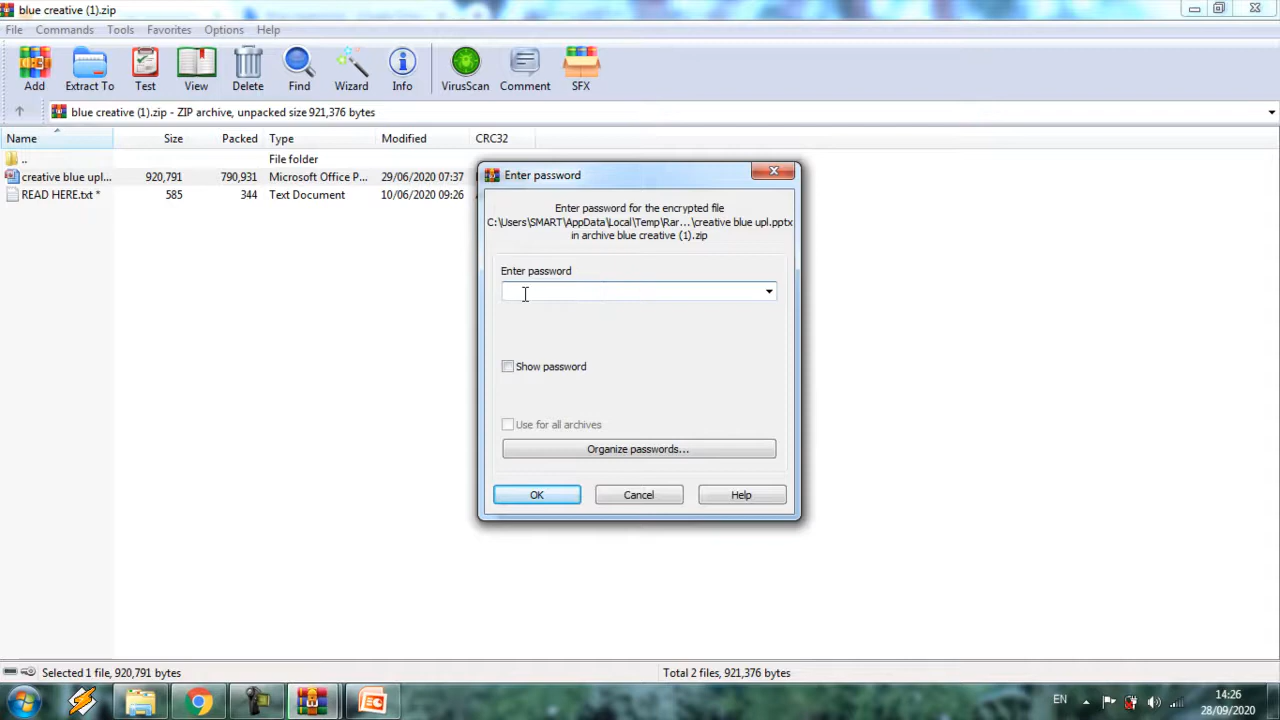 blue creative (1).zip
File Commands Tools Favorites Options Help
Add Extract To Test View Delete Find Wizard Info VirusScan Comment SFX
blue creative (1).zip - ZIP archive, unpacked size 921,376 bytes
Name Size Packed Type Modified CRC32
.. File folder
creative blue upl... 920,791 790,931 Microsoft Office P... 29/06/2020 07:37
READ HERE.txt * 585 344 Text Document 10/06/2020 09:26
Enter password
Enter password for the encrypted file
C:\Users\SMART\AppData\Local\Temp\Rar...\creative blue upl.pptx
in archive blue creative (1).zip
Enter password
Show password
Use for all archives
Organize passwords...
OK Cancel Help
Selected 1 file, 920,791 bytes Total 2 files, 921,376 bytes
EN 14:26
28/09/2020